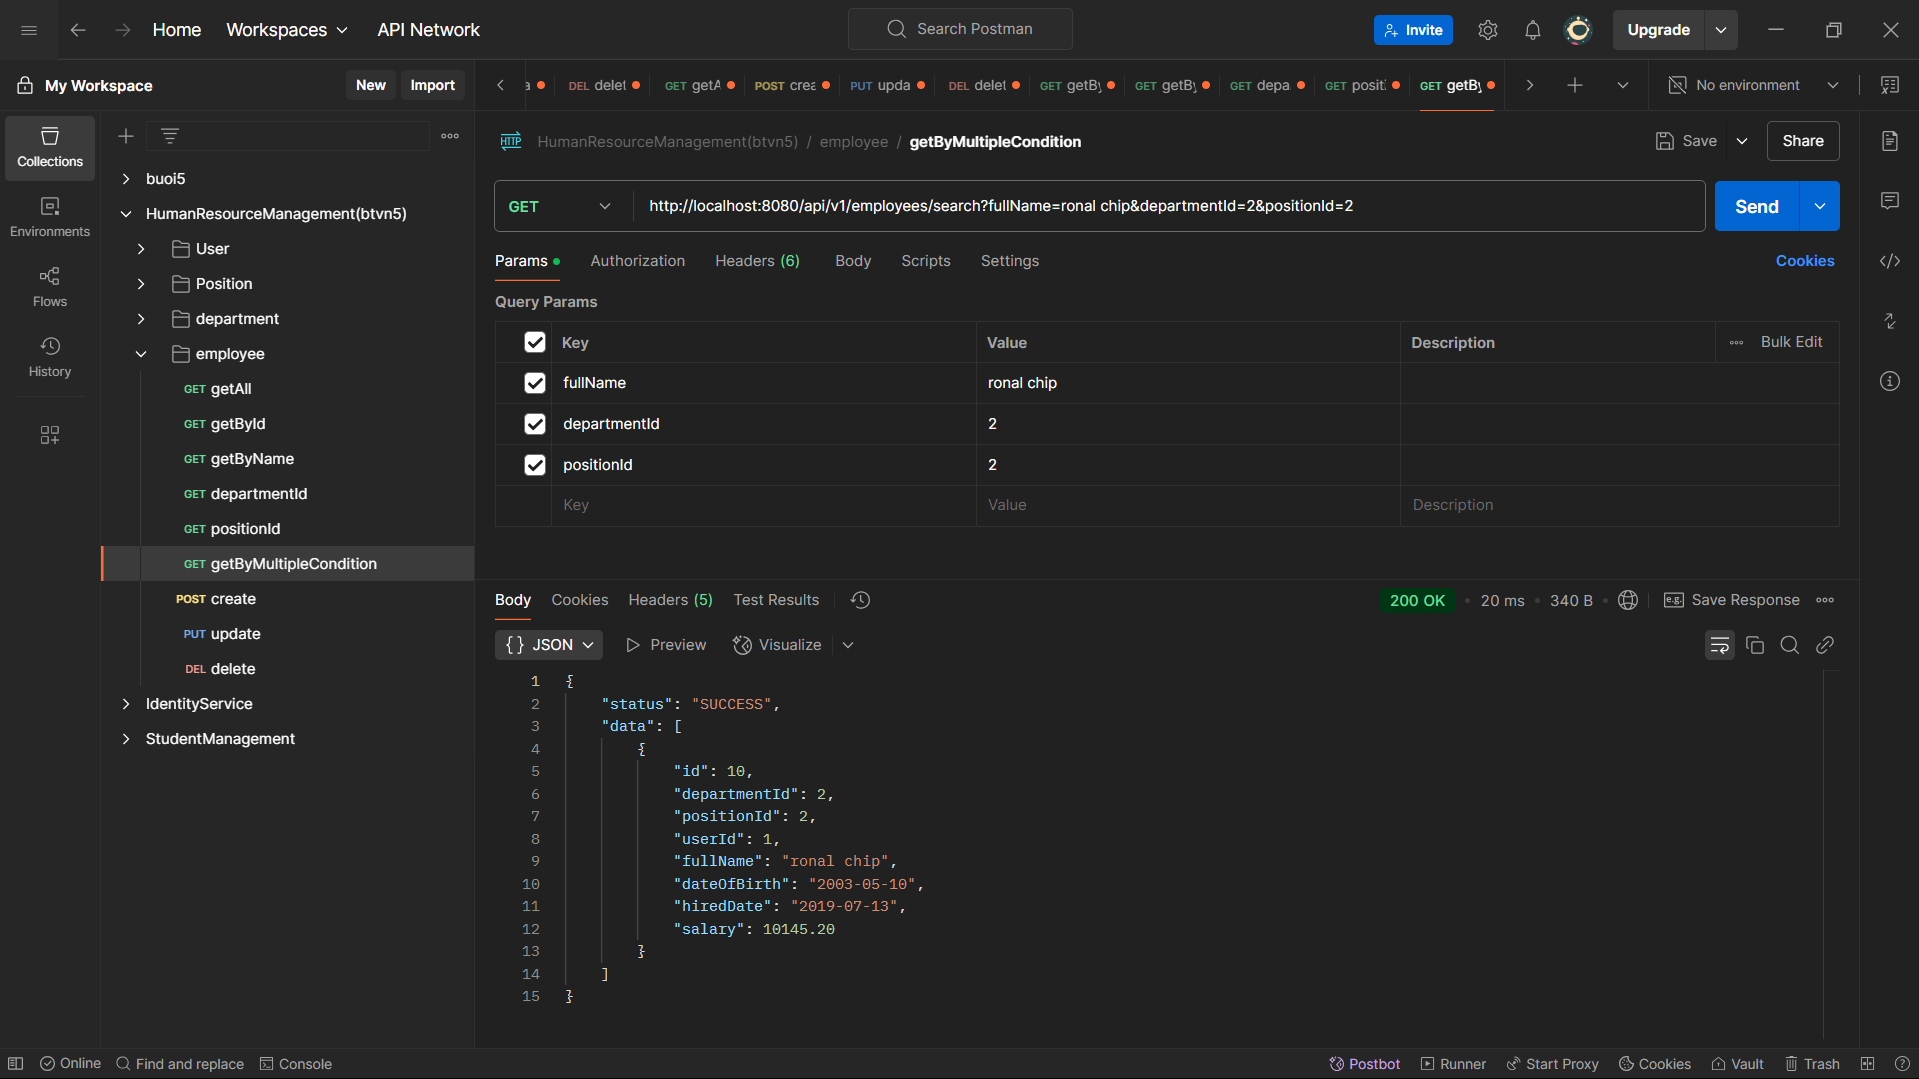 Home Workspaces API Network Search Postman Invite Upgrade
My Workspace New Import
a DEL delet GET getA POST crea PUT upda DEL delet GET getBy GET getBy GET depa GET positi GET getBy No environment
HTTP HumanResourceManagement(btvn5) / employee / getByMultipleCondition Save Share
Collections
Environments
Flows
History
buoi5
HumanResourceManagement(btvn5)
User
Position
department
employee
GET getAll
GET getById
GET getByName
GET departmentId
GET positionId
GET getByMultipleCondition
POST create
PUT update
DEL delete
IdentityService
StudentManagement
GET http://localhost:8080/api/v1/employees/search?fullName=ronal chip&departmentId=2&positionId=2 Send
Params Authorization Headers (6) Body Scripts Settings Cookies
Query Params
Key Value Description Bulk Edit
fullName ronal chip
departmentId 2
positionId 2
Key Value Description
Body Cookies Headers (5) Test Results 200 OK 20 ms 340 B e.g. Save Response
{} JSON Preview Visualize
1 {
2 "status": "SUCCESS",
3 "data": [
4 {
5 "id": 10,
6 "departmentId": 2,
7 "positionId": 2,
8 "userId": 1,
9 "fullName": "ronal chip",
10 "dateOfBirth": "2003-05-10",
11 "hiredDate": "2019-07-13",
12 "salary": 10145.20
13 }
14 ]
15 }
Online Find and replace Console Postbot Runner Start Proxy Cookies Vault Trash